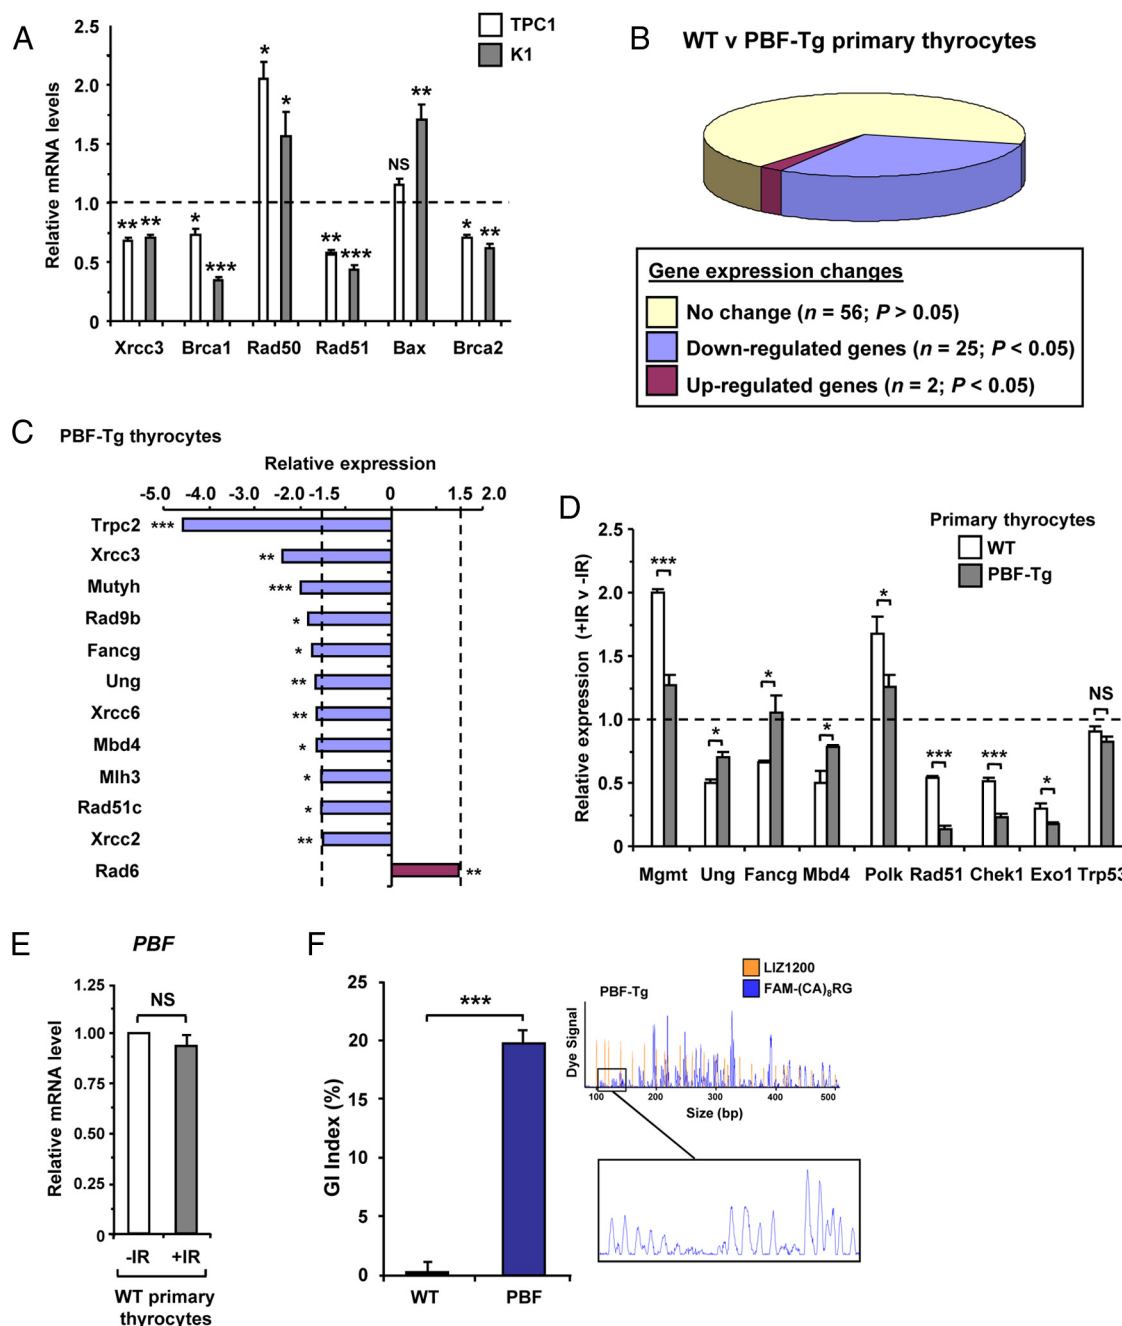 A
2.5
2.0
1.5
1.0
0.5
0
Relative mRNA levels
TPC1
K1
** ** * *** * * ** *** NS ** * **
Xrcc3 Brca1 Rad50 Rad51 Bax Brca2
B WT v PBF-Tg primary thyrocytes
Gene expression changes
No change (n = 56; P > 0.05)
Down-regulated genes (n = 25; P < 0.05)
Up-regulated genes (n = 2; P < 0.05)
C PBF-Tg thyrocytes
Relative expression
-5.0 -4.0 -3.0 -2.0 -1.5 0 1.5 2.0
Trpc2 ***
Xrcc3 **
Mutyh ***
Rad9b *
Fancg *
Ung **
Xrcc6 **
Mbd4 *
Mlh3 *
Rad51c *
Xrcc2 **
Rad6 **
D
Primary thyrocytes
WT
PBF-Tg
2.5
2.0
1.5
1.0
0.5
0
Relative expression (+IR v -IR)
*** * * * * *** *** * NS
Mgmt Ung Fancg Mbd4 Polk Rad51 Chek1 Exo1 Trp53
E PBF
1.25
1.00
0.75
0.50
0.25
0
Relative mRNA level
NS
-IR +IR
WT primary
thyrocytes
F
25
20
15
10
5
0
GI Index (%)
***
WT PBF
LIZ1200
FAM-(CA)₈RG
PBF-Tg
Dye Signal
100 200 300 400 500
Size (bp)